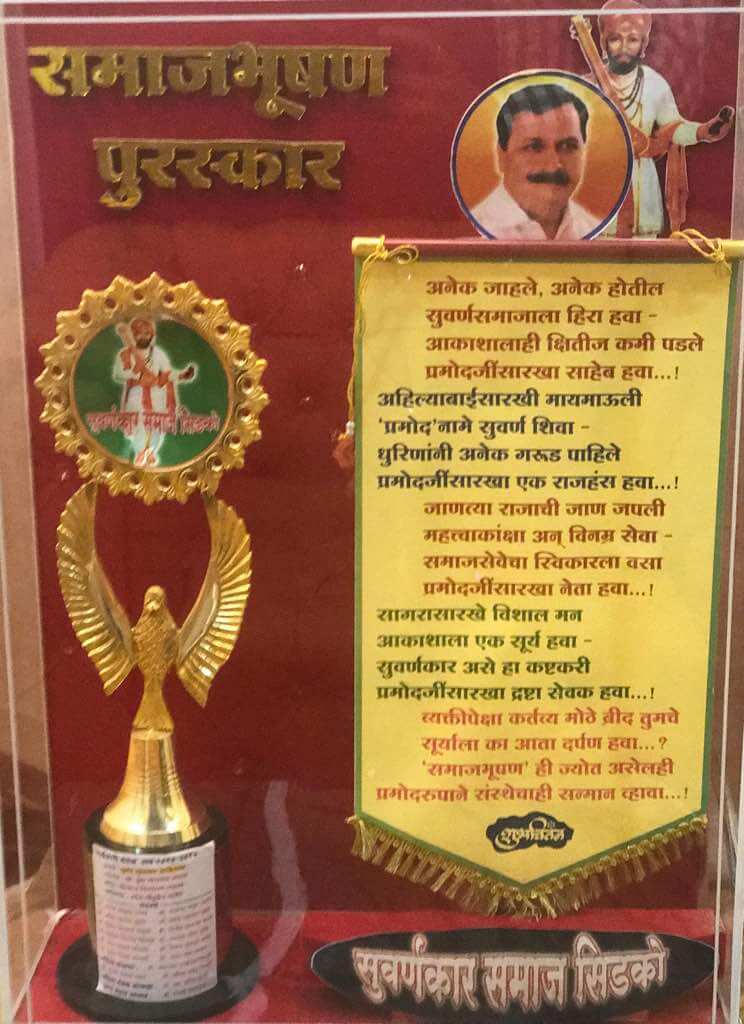 समाजभूषण
पुरस्कार
सुवर्णकार समाज सिडको
अनेक जाहले, अनेक होतील
सुवर्णसमाजाला हिरा हवा -
आकाशालाही क्षितीज कमी पडले
प्रमोदजींसारखा साहेब हवा...!
अहिल्याबाईसारखी मायमाऊली
'प्रमोद'नामे सुवर्ण शिवा -
धुरिणांनी अनेक गरूड पाहिले
प्रमोदजींसारखा एक राजहंस हवा...!
जाणत्या राजाची जाण जपली
महत्त्वाकांक्षा अन् विनम्र सेवा -
समाजसेवेचा स्विकारला वसा
प्रमोदजींसारखा नेता हवा...!
सागरासारखे विशाल मन
आकाशाला एक सूर्य हवा -
सुवर्णकार असे हा कष्टकरी
प्रमोदजींसारखा द्रष्टा सेवक हवा...!
व्यक्तीपेक्षा कर्तव्य मोठे ब्रीद तुमचे
सूर्याला का आता दर्पण हवा...?
'समाजभूषण' ही ज्योत असेलही
प्रमोदरुपाने संस्थेचाही सन्मान व्हावा...!
सुवर्णकार समाज सिडको